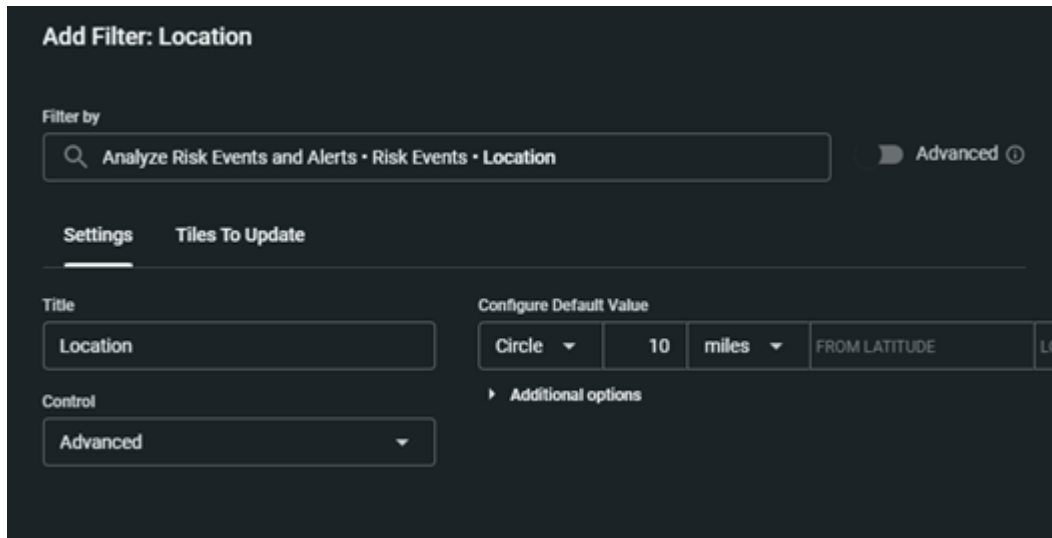 Add Filter: Location
Filter by
Analyze Risk Events and Alerts • Risk Events • Location
Advanced
Settings Tiles To Update
Title Configure Default Value
Location Circle 10 miles FROM LATITUDE
Additional options
Control
Advanced